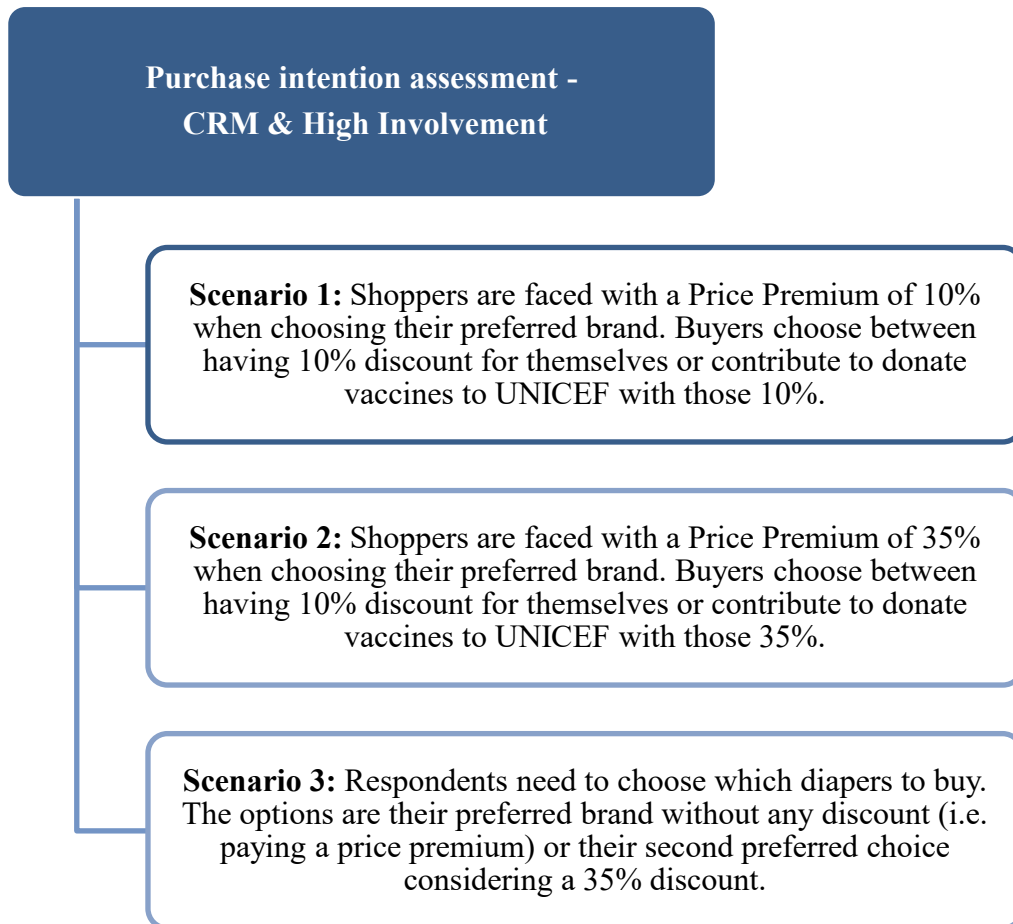 Purchase intention assessment -
CRM & High Involvement
Scenario 1: Shoppers are faced with a Price Premium of 10%
when choosing their preferred brand. Buyers choose between
having 10% discount for themselves or contribute to donate
vaccines to UNICEF with those 10%.
Scenario 2: Shoppers are faced with a Price Premium of 35%
when choosing their preferred brand. Buyers choose between
having 10% discount for themselves or contribute to donate
vaccines to UNICEF with those 35%.
Scenario 3: Respondents need to choose which diapers to buy.
The options are their preferred brand without any discount (i.e.
paying a price premium) or their second preferred choice
considering a 35% discount.